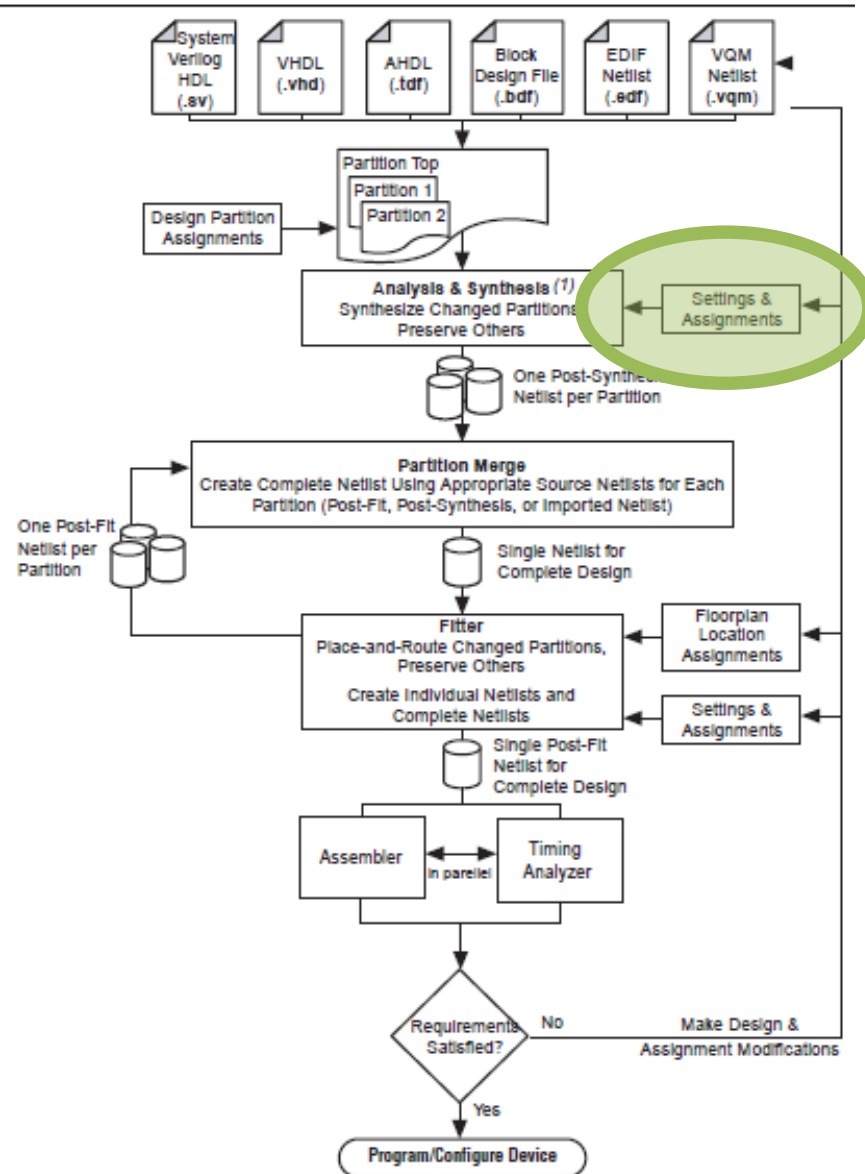 System
Verilog
HDL
(.sv)
VHDL
(.vhd)
AHDL
(.tdf)
Block
Design File
(.bdf)
EDIF
Netlist
(.edf)
VQM
Netlist
(.vqm)
Partition Top
Partition 1
Partition 2
Design Partition
Assignments
Analysis & Synthesis (1)
Synthesize Changed Partitions
Preserve Others
Settings &
Assignments
One Post-Synthesis
Netlist per Partition
Partition Merge
Create Complete Netlist Using Appropriate Source Netlists for Each
Partition (Post-Fit, Post-Synthesis, or Imported Netlist)
One Post-Fit
Netlist per
Partition
Single Netlist for
Complete Design
Fitter
Place-and-Route Changed Partitions,
Preserve Others
Create Individual Netlists and
Complete Netlists
Floorplan
Location
Assignments
Settings &
Assignments
Single Post-Fit
Netlist for
Complete Design
Assembler
In parellel
Timing
Analyzer
Requirements
Satisfied?
No
Make Design &
Assignment Modifications
Yes
Program/Configure Device